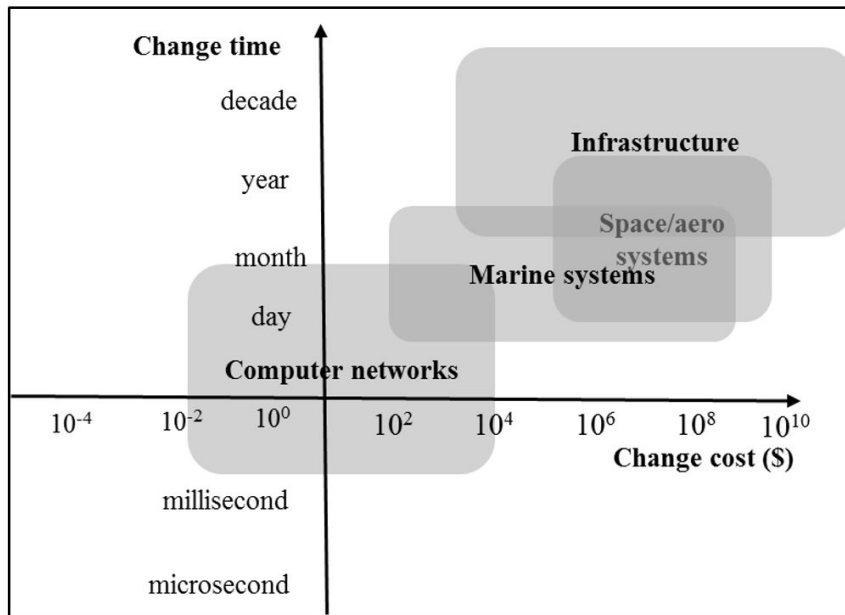 Change time
decade
Infrastructure
year
Space/aero
systems
month
Marine systems
day
Computer networks
10-4
10-2
10⁰
10²
10⁴
10⁶
10⁸
10¹⁰
Change cost ($)
millisecond
microsecond